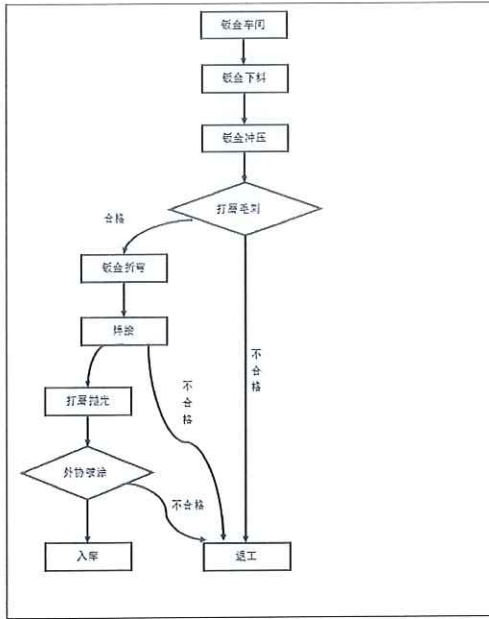 钣金车间
钣金下料
钣金冲压
打磨毛刺
合格
钣金折弯
焊接
不合格
不合格
打磨抛光
外协喷涂
不合格
入库
返工